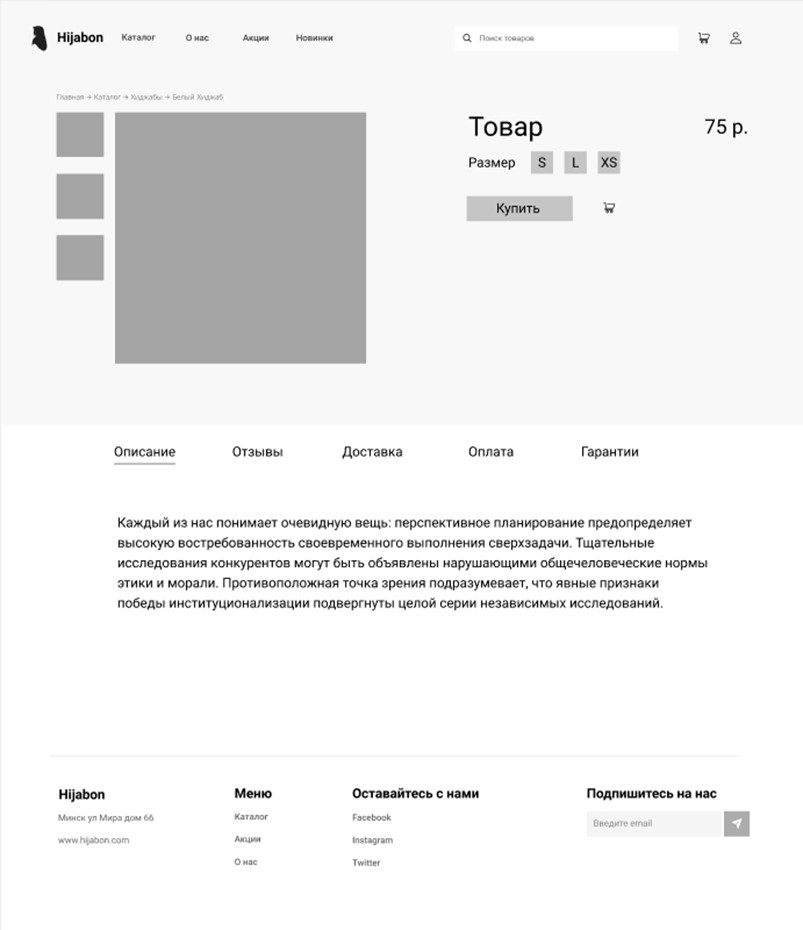 Hijabon Каталог О нас Акции Новинки Поиск товаров
Главная → Каталог → Хиджабы → Белый Хиджаб
Товар 75 р.
Размер S L XS
Купить
Описание Отзывы Доставка Оплата Гарантии
Каждый из нас понимает очевидную вещь: перспективное планирование предопределяет
высокую востребованность своевременного выполнения сверхзадачи. Тщательные
исследования конкурентов могут быть объявлены нарушающими общечеловеческие нормы
этики и морали. Противоположная точка зрения подразумевает, что явные признаки
победы институционализации подвергнуты целой серии независимых исследований.
Hijabon Меню Оставайтесь с нами Подпишитесь на нас
Минск ул Мира дом 66 Каталог Facebook Введите email
www.hijabon.com Акции Instagram
О нас Twitter